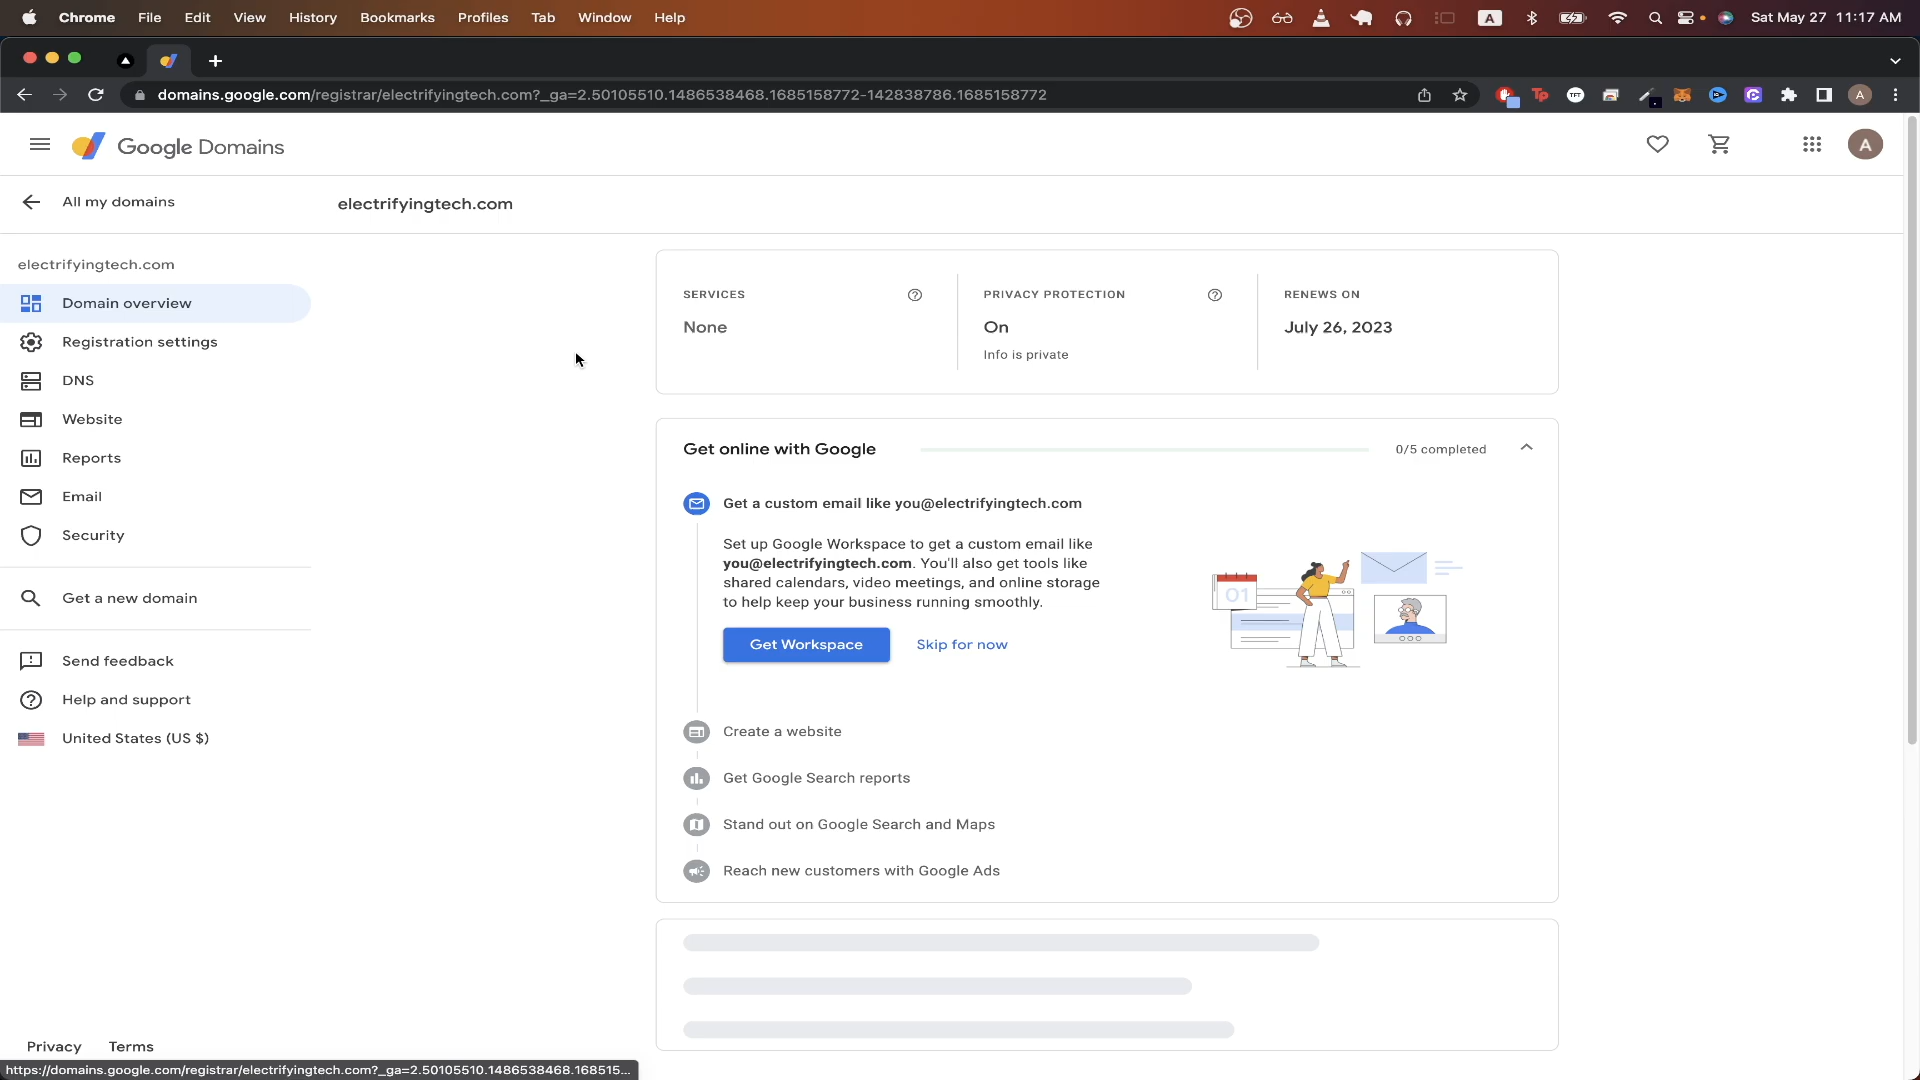 Chrome File Edit View History Bookmarks Profiles Tab Window Help A Sat May 27 11:17 AM
domains.google.com/registrar/electrifyingtech.com?_ga=2.50105510.1486538468.1685158772-142838786.1685158772 A
Google Domains A
All my domains
electrifyingtech.com
electrifyingtech.com
Domain overview
Registration settings
DNS
Website
Reports
Email
Security
Get a new domain
Send feedback
Help and support
United States (US $)
Privacy Terms
https://domains.google.com/registrar/electrifyingtech.com?_ga=2.50105510.1486538468.168515...
SERVICES
None
PRIVACY PROTECTION
On
Info is private
RENEWS ON
July 26, 2023
Get online with Google 0/5 completed
Get a custom email like you@electrifyingtech.com
Set up Google Workspace to get a custom email like
you@electrifyingtech.com. You'll also get tools like
shared calendars, video meetings, and online storage
to help keep your business running smoothly.
Get Workspace Skip for now
01
Create a website
Get Google Search reports
Stand out on Google Search and Maps
Reach new customers with Google Ads